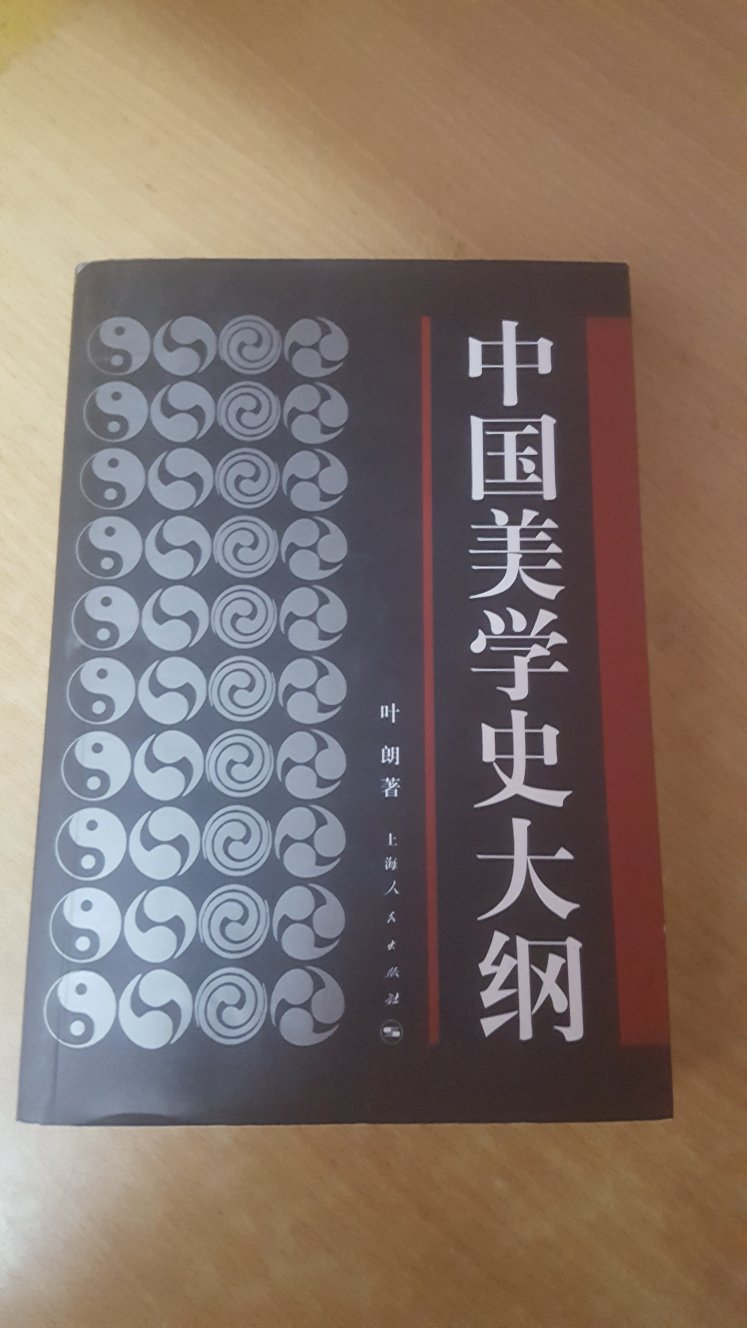 中国美学史大纲
叶朗著
上海人民出版社